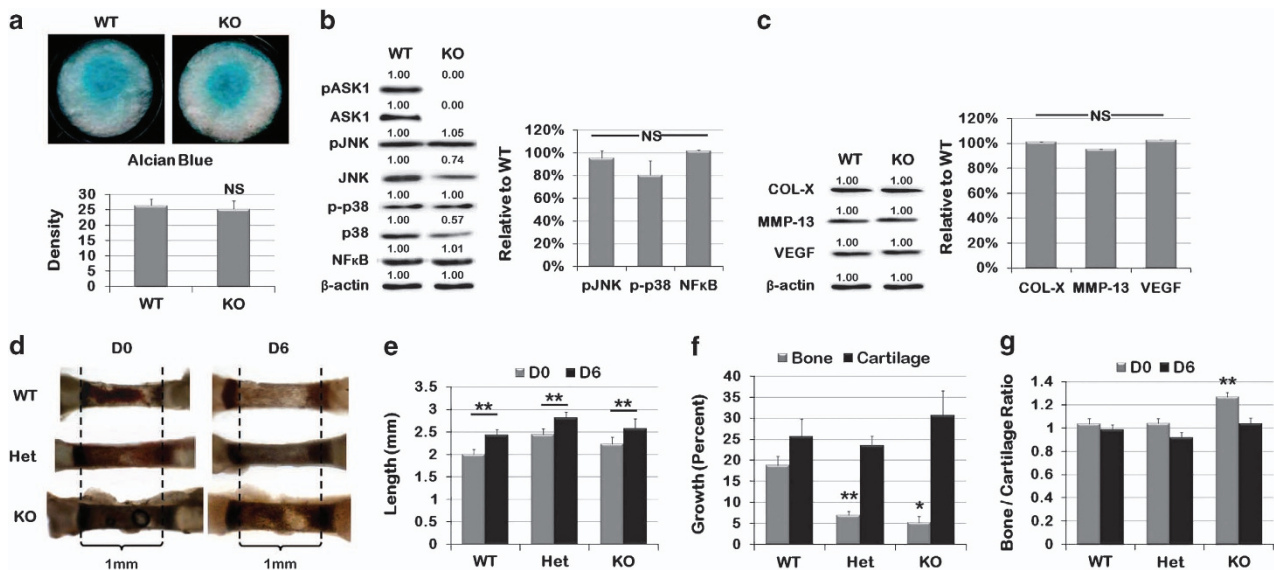 a
WT KO
Alcian Blue
NS
30
25
20
15
10
5
0
Density
WT KO
b
WT KO
1.00 0.00
pASK1
1.00 0.00
ASK1
1.00 1.05
pJNK
1.00 0.74
JNK
1.00 1.00
p-p38
1.00 0.57
p38
1.00 1.01
NFκB
1.00 1.00
β-actin
NS
120%
100%
80%
60%
40%
20%
0%
Relative to WT
pJNK p-p38 NFκB
c
WT KO
1.00 1.00
COL-X
1.00 1.00
MMP-13
1.00 1.00
VEGF
1.00 1.00
β-actin
NS
120%
100%
80%
60%
40%
20%
0%
Relative to WT
COL-X MMP-13 VEGF
d
D0 D6
WT
Het
KO
1mm 1mm
e
D0 D6
3.5
3
2.5
2
1.5
1
0.5
0
Length (mm)
** ** **
WT Het KO
f
Bone Cartilage
40
35
30
25
20
15
10
5
0
Growth (Percent)
** *
WT Het KO
g
D0 D6
1.4
1.2
1
0.8
0.6
0.4
0.2
0
Bone / Cartilage Ratio
**
WT Het KO